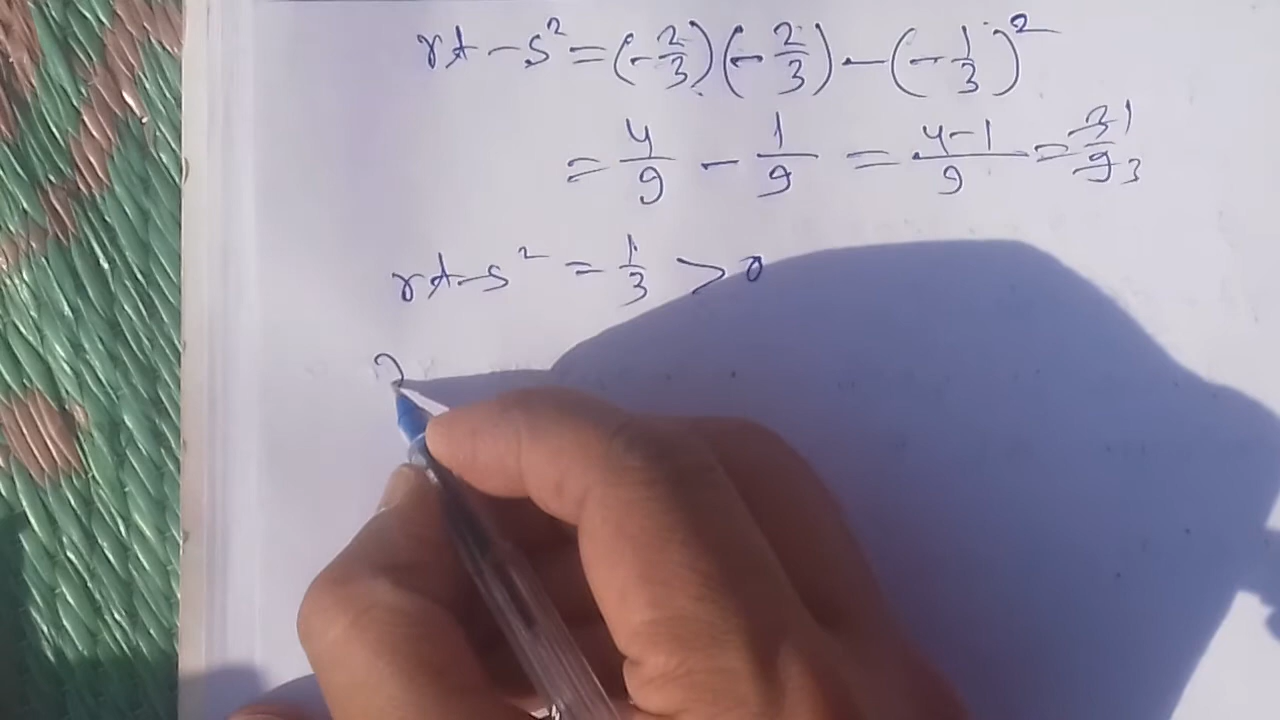 rt - s² = (-2/3)(-2/3) - (-1/3)²
= 4/9 - 1/9 = 4-1/9 = 3/9 1 3
rt - s² = 1/3 > 0